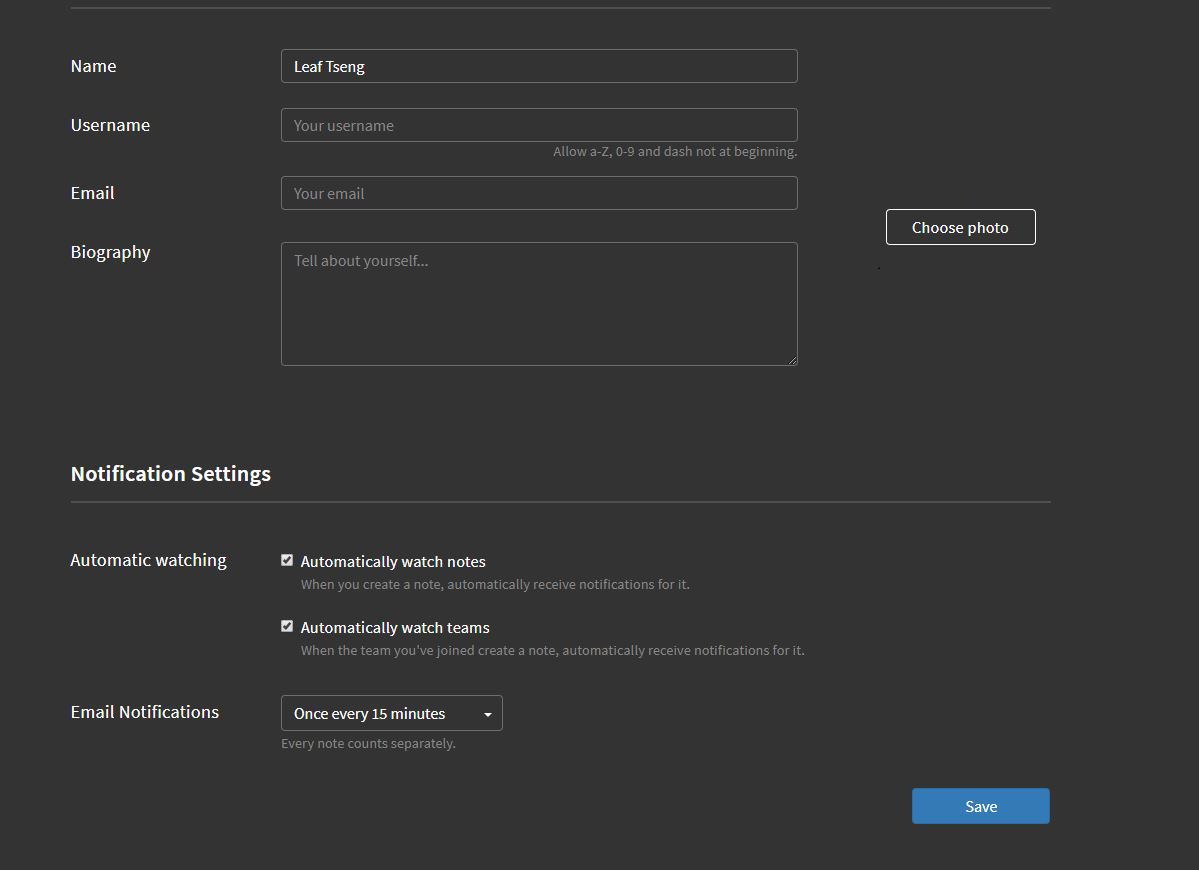 Name
Leaf Tseng
Username
Your username
Allow a-Z, 0-9 and dash not at beginning.
Email
Your email
Choose photo
Biography
Tell about yourself...
Notification Settings
Automatic watching
Automatically watch notes
When you create a note, automatically receive notifications for it.
Automatically watch teams
When the team you've joined create a note, automatically receive notifications for it.
Email Notifications
Once every 15 minutes
Every note counts separately.
Save